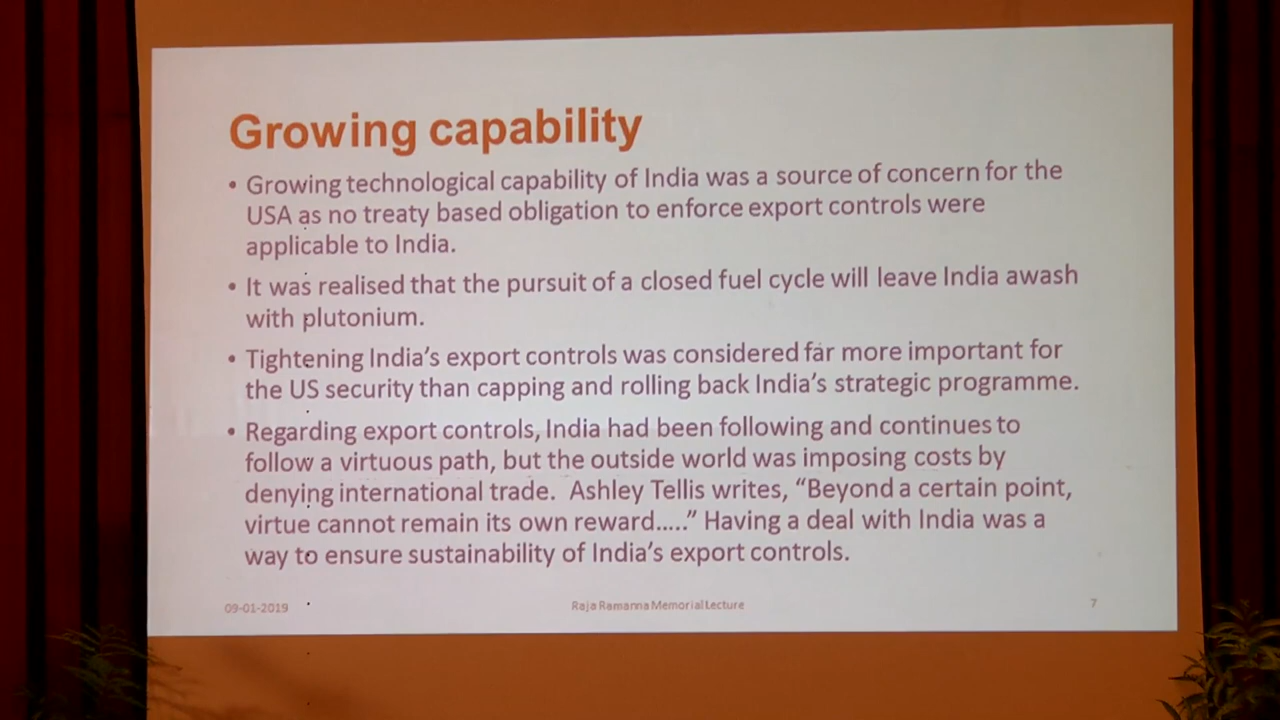 Growing capability
• Growing technological capability of India was a source of concern for the
USA as no treaty based obligation to enforce export controls were
applicable to India.
• It was realised that the pursuit of a closed fuel cycle will leave India awash
with plutonium.
• Tightening India’s export controls was considered far more important for
the US security than capping and rolling back India’s strategic programme.
• Regarding export controls, India had been following and continues to
follow a virtuous path, but the outside world was imposing costs by
denying international trade. Ashley Tellis writes, “Beyond a certain point,
virtue cannot remain its own reward.....” Having a deal with India was a
way to ensure sustainability of India’s export controls.
09-01-2019 Raja Ramanna Memorial Lecture 7